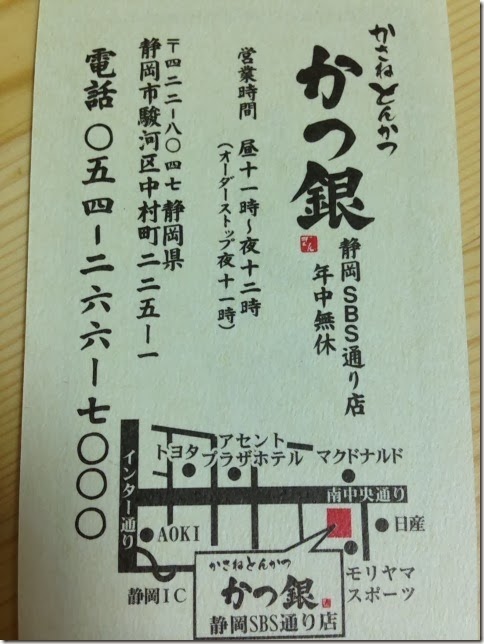 かさねとんかつ
かつ銀
静岡SBS通り店
年中無休
営業時間 昼十一時〜夜十二時
(オーダーストップ夜十一時)
〒四二二ー八〇四七 静岡県
静岡市駿河区中村町二二五ー一
電話 〇五四ー二六六ー七〇〇〇
トヨタ
アセント
プラザホテル
マクドナルド
インター通り
南中央通り
AOKI
日産
静岡IC
かさねとんかつ
かつ銀
静岡SBS通り店
モリヤマ
スポーツ